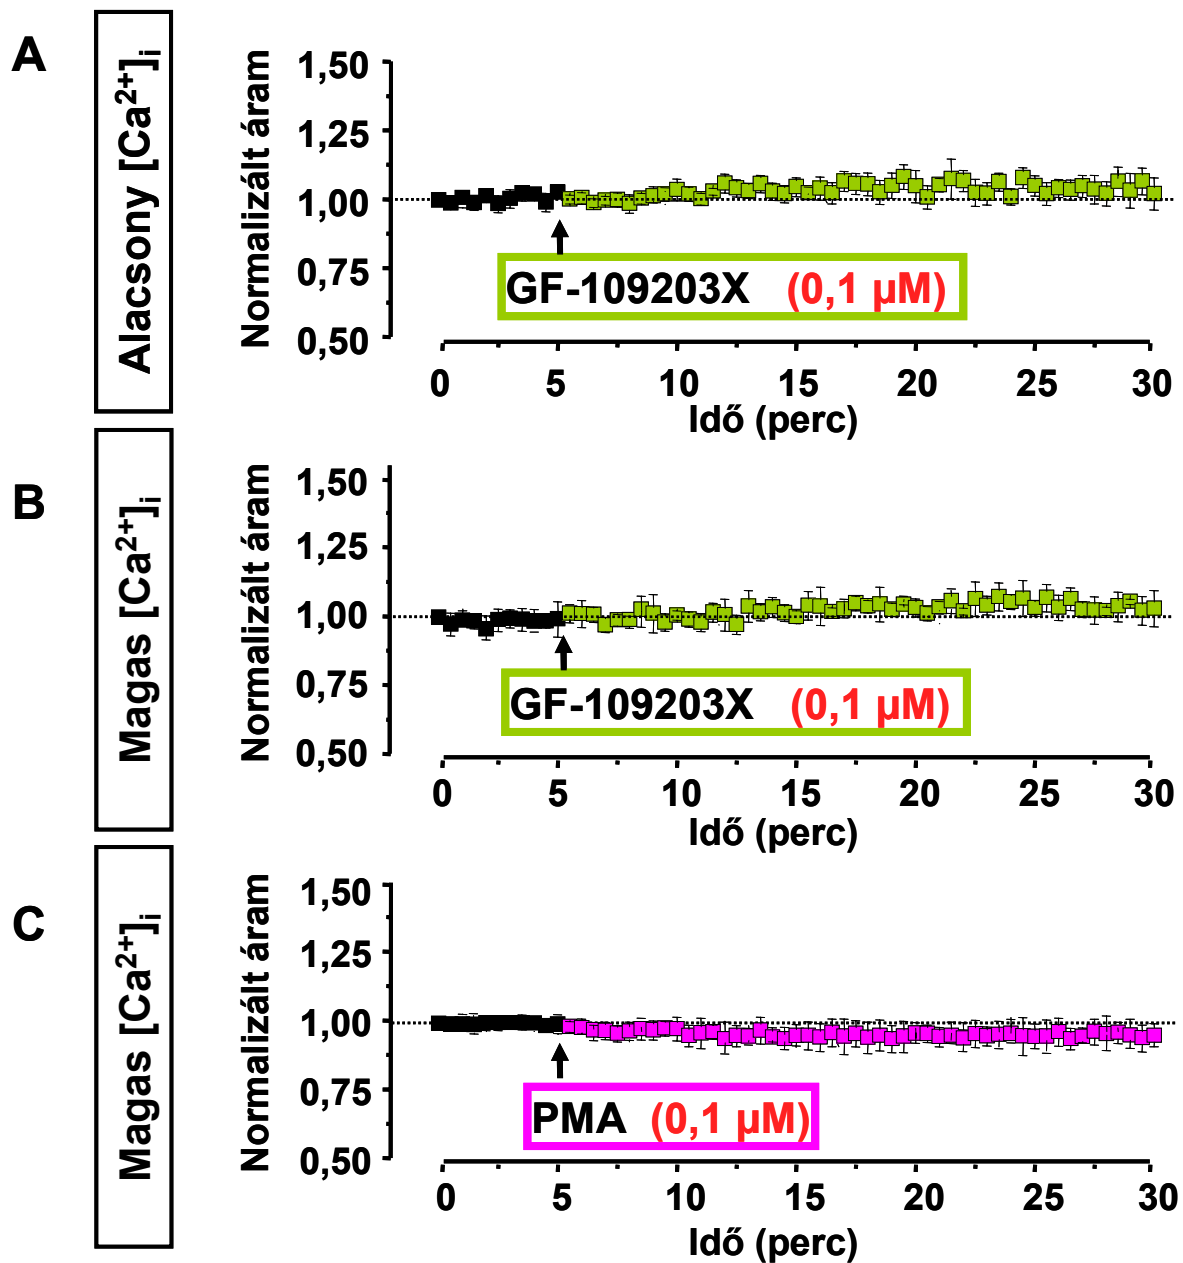 A
Alacsony [Ca²⁺]ᵢ
Normalizált áram
1,50
1,25
1,00
0,75
0,50
GF-109203X (0,1 µM)
0 5 10 15 20 25 30
Idő (perc)
B
Magas [Ca²⁺]ᵢ
Normalizált áram
1,50
1,25
1,00
0,75
0,50
GF-109203X (0,1 µM)
0 5 10 15 20 25 30
Idő (perc)
C
Magas [Ca²⁺]ᵢ
Normalizált áram
1,50
1,25
1,00
0,75
0,50
PMA (0,1 µM)
0 5 10 15 20 25 30
Idő (perc)